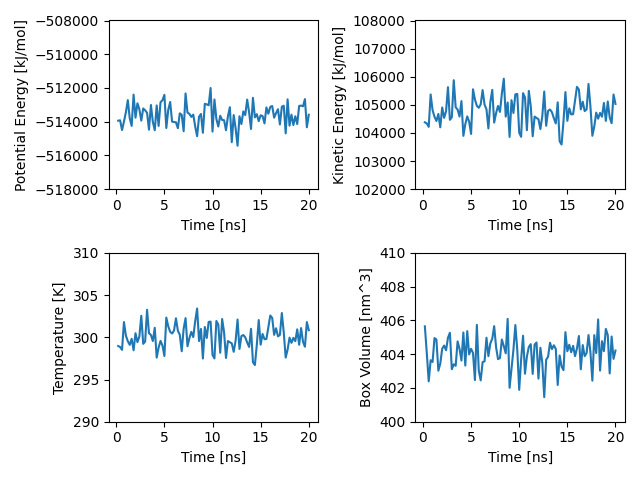 Potential Energy [kJ/mol]
−508000
−510000
−512000
−514000
−516000
−518000
0 5 10 15 20
Time [ns]
Kinetic Energy [kJ/mol]
108000
107000
106000
105000
104000
103000
102000
0 5 10 15 20
Time [ns]
Temperature [K]
310
305
300
295
290
0 5 10 15 20
Time [ns]
Box Volume [nm^3]
410
408
406
404
402
400
0 5 10 15 20
Time [ns]